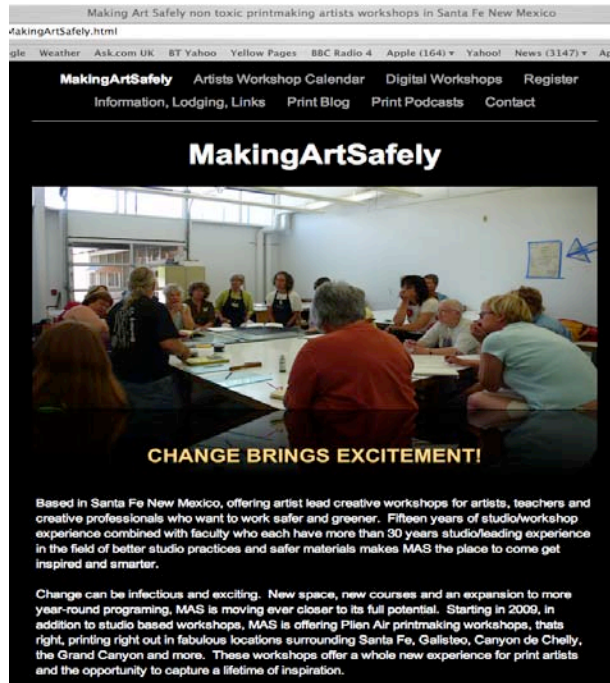 Making Art Safely non toxic printmaking artists workshops in Santa Fe New Mexico
MakingArtSafely.html
gle Weather Ask.com UK BT Yahoo Yellow Pages BBC Radio 4 Apple (164) ▾ Yahoo! News (3147) ▾ Ap
MakingArtSafely Artists Workshop Calendar Digital Workshops Register
Information, Lodging, Links Print Blog Print Podcasts Contact
MakingArtSafely
CHANGE BRINGS EXCITEMENT!
Based in Santa Fe New Mexico, offering artist lead creative workshops for artists, teachers and
creative professionals who want to work safer and greener. Fifteen years of studio/workshop
experience combined with faculty who each have more than 30 years studio/leading experience
in the field of better studio practices and safer materials makes MAS the place to come get
inspired and smarter.
Change can be infectious and exciting. New space, new courses and an expansion to more
year-round programing, MAS is moving ever closer to its full potential. Starting in 2009, in
addition to studio based workshops, MAS is offering Plien Air printmaking workshops, thats
right, printing right out in fabulous locations surrounding Santa Fe, Galisteo, Canyon de Chelly,
the Grand Canyon and more. These workshops offer a whole new experience for print artists
and the opportunity to capture a lifetime of inspiration.